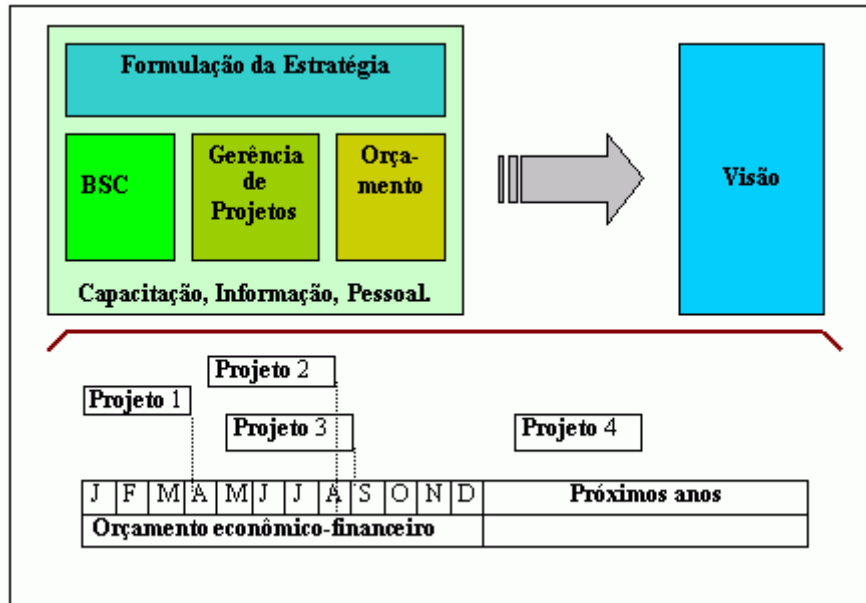 Formulação da Estratégia
BSC
Gerência
de
Projetos
Orça-
mento
Capacitação, Informação, Pessoal.
Visão
Projeto 2
Projeto 1
Projeto 3
Projeto 4
J F M A M J J A S O N D Próximos anos
Orçamento econômico-financeiro